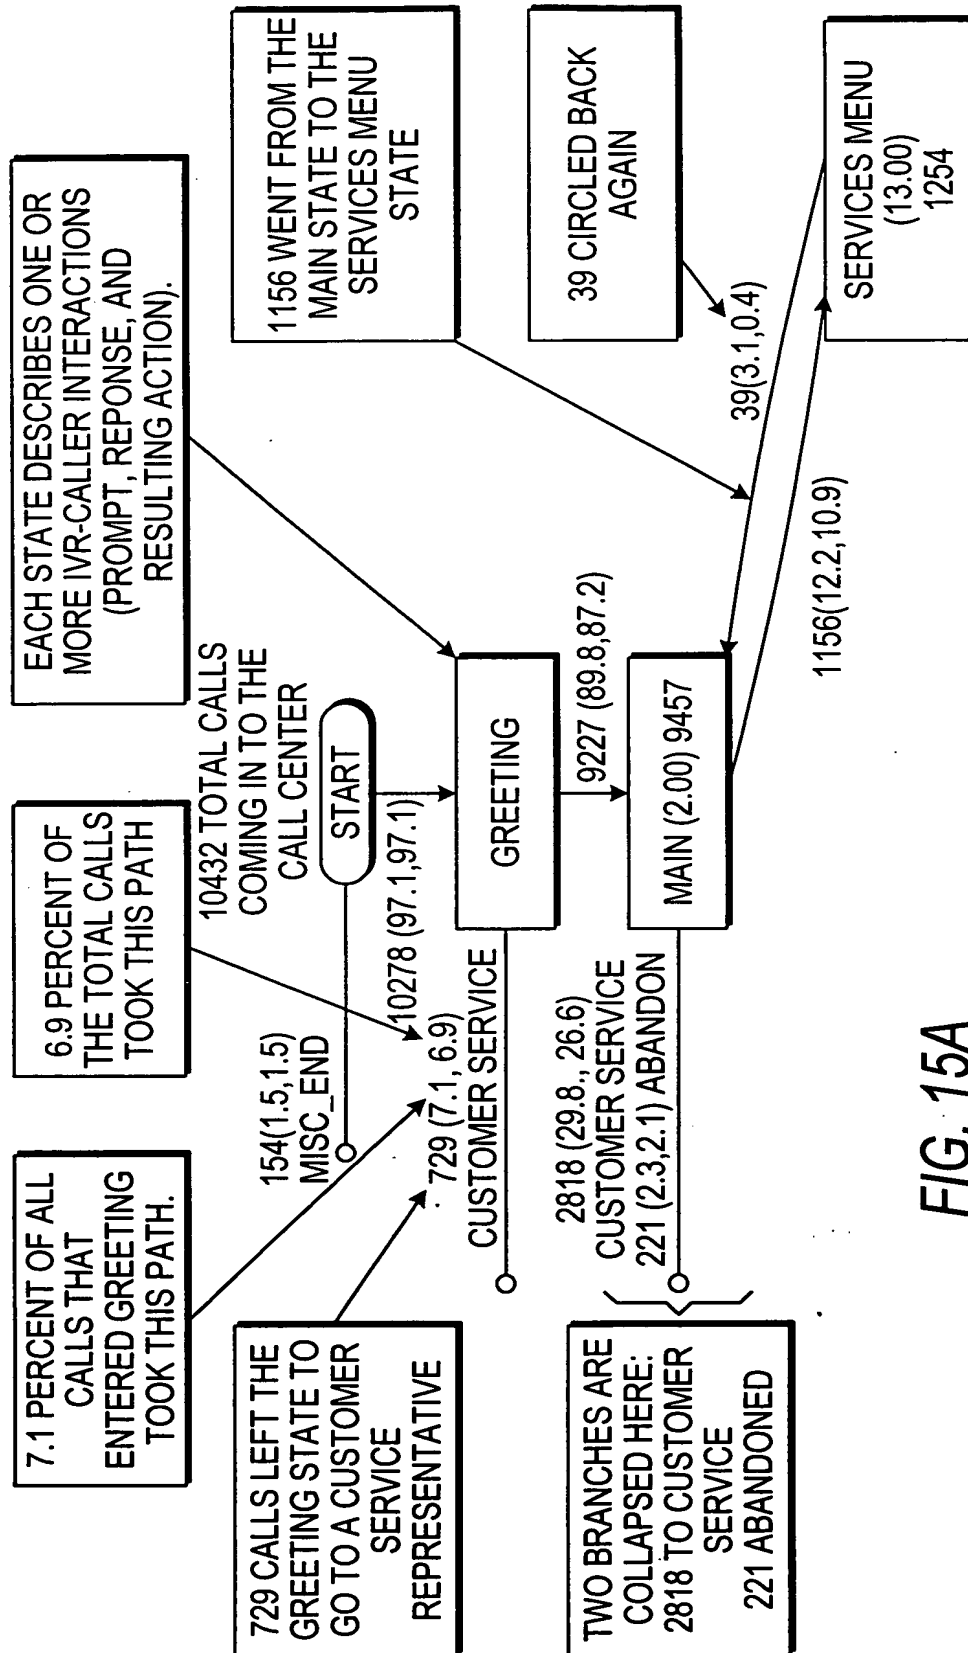 7.1 PERCENT OF ALL
CALLS THAT
ENTERED GREETING
TOOK THIS PATH.
6.9 PERCENT OF
THE TOTAL CALLS
TOOK THIS PATH
EACH STATE DESCRIBES ONE OR
MORE IVR-CALLER INTERACTIONS
(PROMPT, REPONSE, AND
RESULTING ACTION).
10432 TOTAL CALLS
COMING IN TO THE
CALL CENTER
START
154(1.5,1.5)
MISC_END
10278 (97.1,97.1)
729 CALLS LEFT THE
GREETING STATE TO
GO TO A CUSTOMER
SERVICE
REPRESENTATIVE
729 (7.1, 6.9)
CUSTOMER SERVICE
GREETING
1156 WENT FROM THE
MAIN STATE TO THE
SERVICES MENU
STATE
9227 (89.8,87.2)
TWO BRANCHES ARE
COLLAPSED HERE:
2818 TO CUSTOMER
SERVICE
221 ABANDONED
2818 (29.8., 26.6)
CUSTOMER SERVICE
221 (2.3,2.1) ABANDON
MAIN (2.00) 9457
39 CIRCLED BACK
AGAIN
39(3.1,0.4)
1156(12.2,10.9)
SERVICES MENU
(13.00)
1254
FIG. 15A